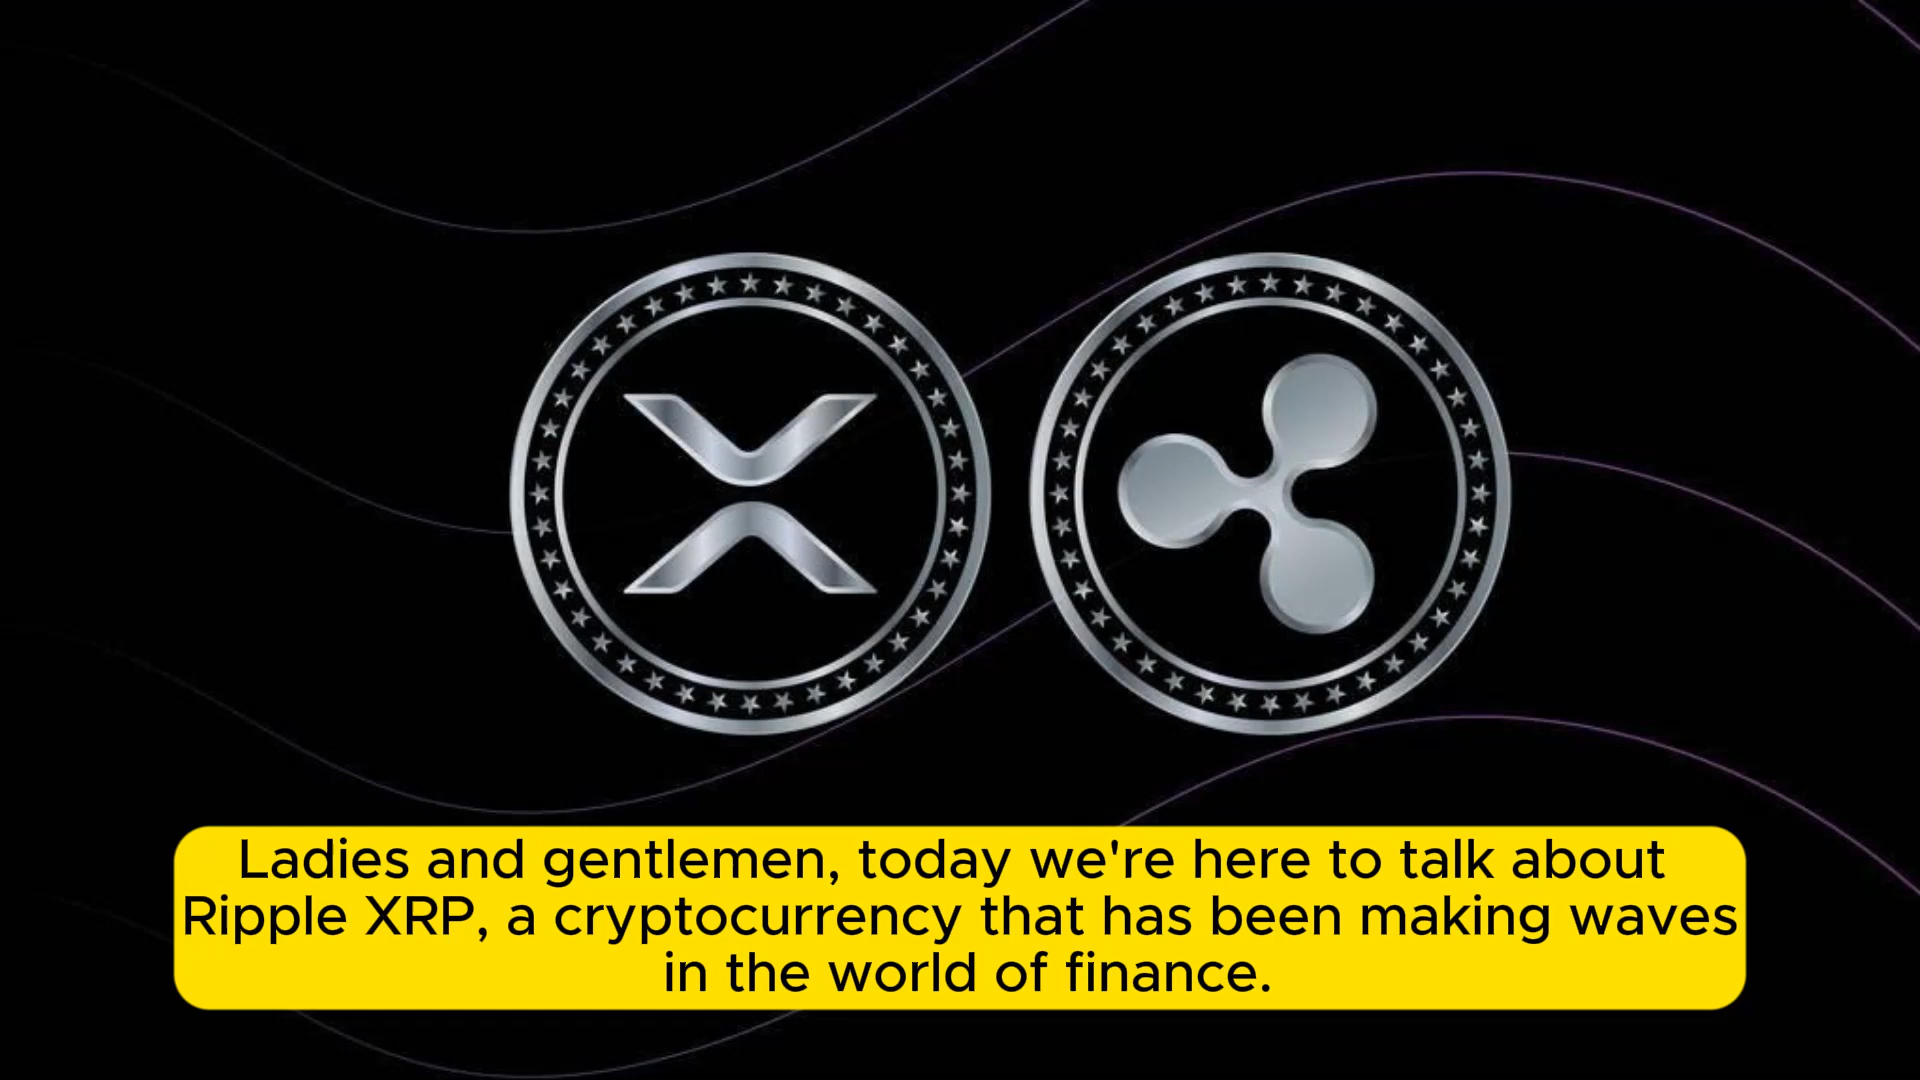 Ladies and gentlemen, today we're here to talk about
Ripple XRP, a cryptocurrency that has been making waves
in the world of finance.